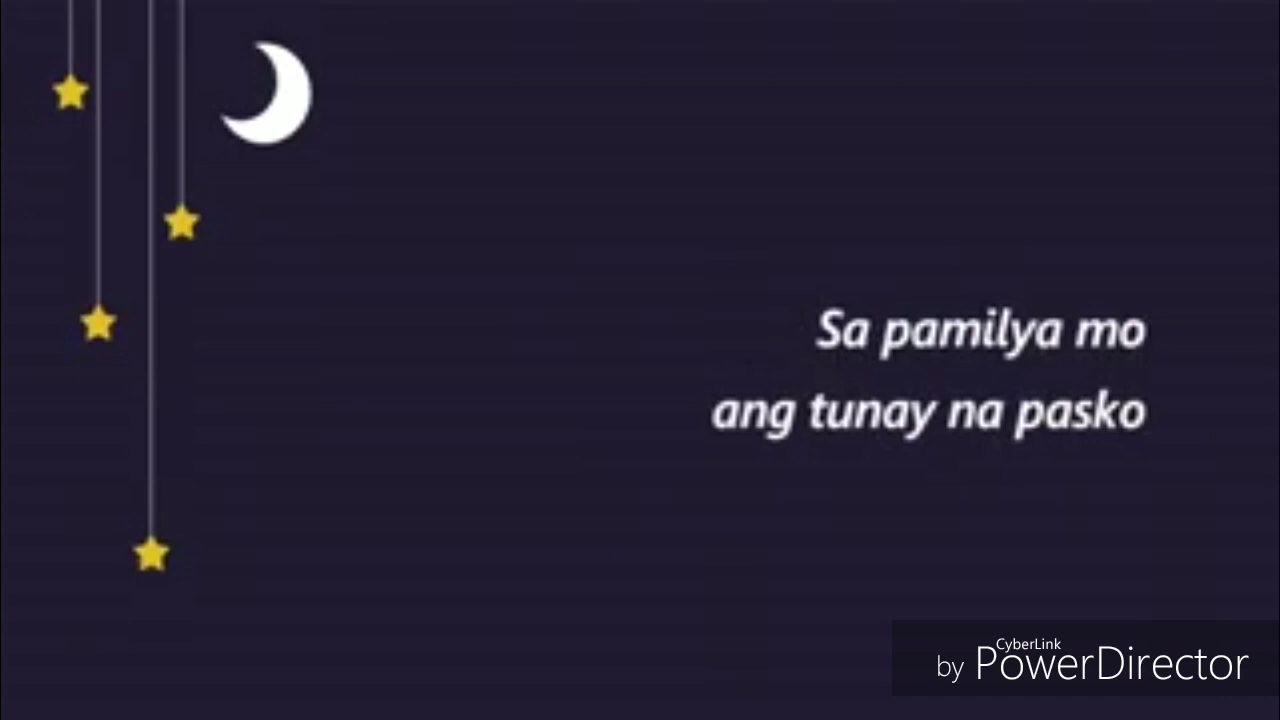 Sa pamilya mo
ang tunay na pasko
CyberLink
by PowerDirector